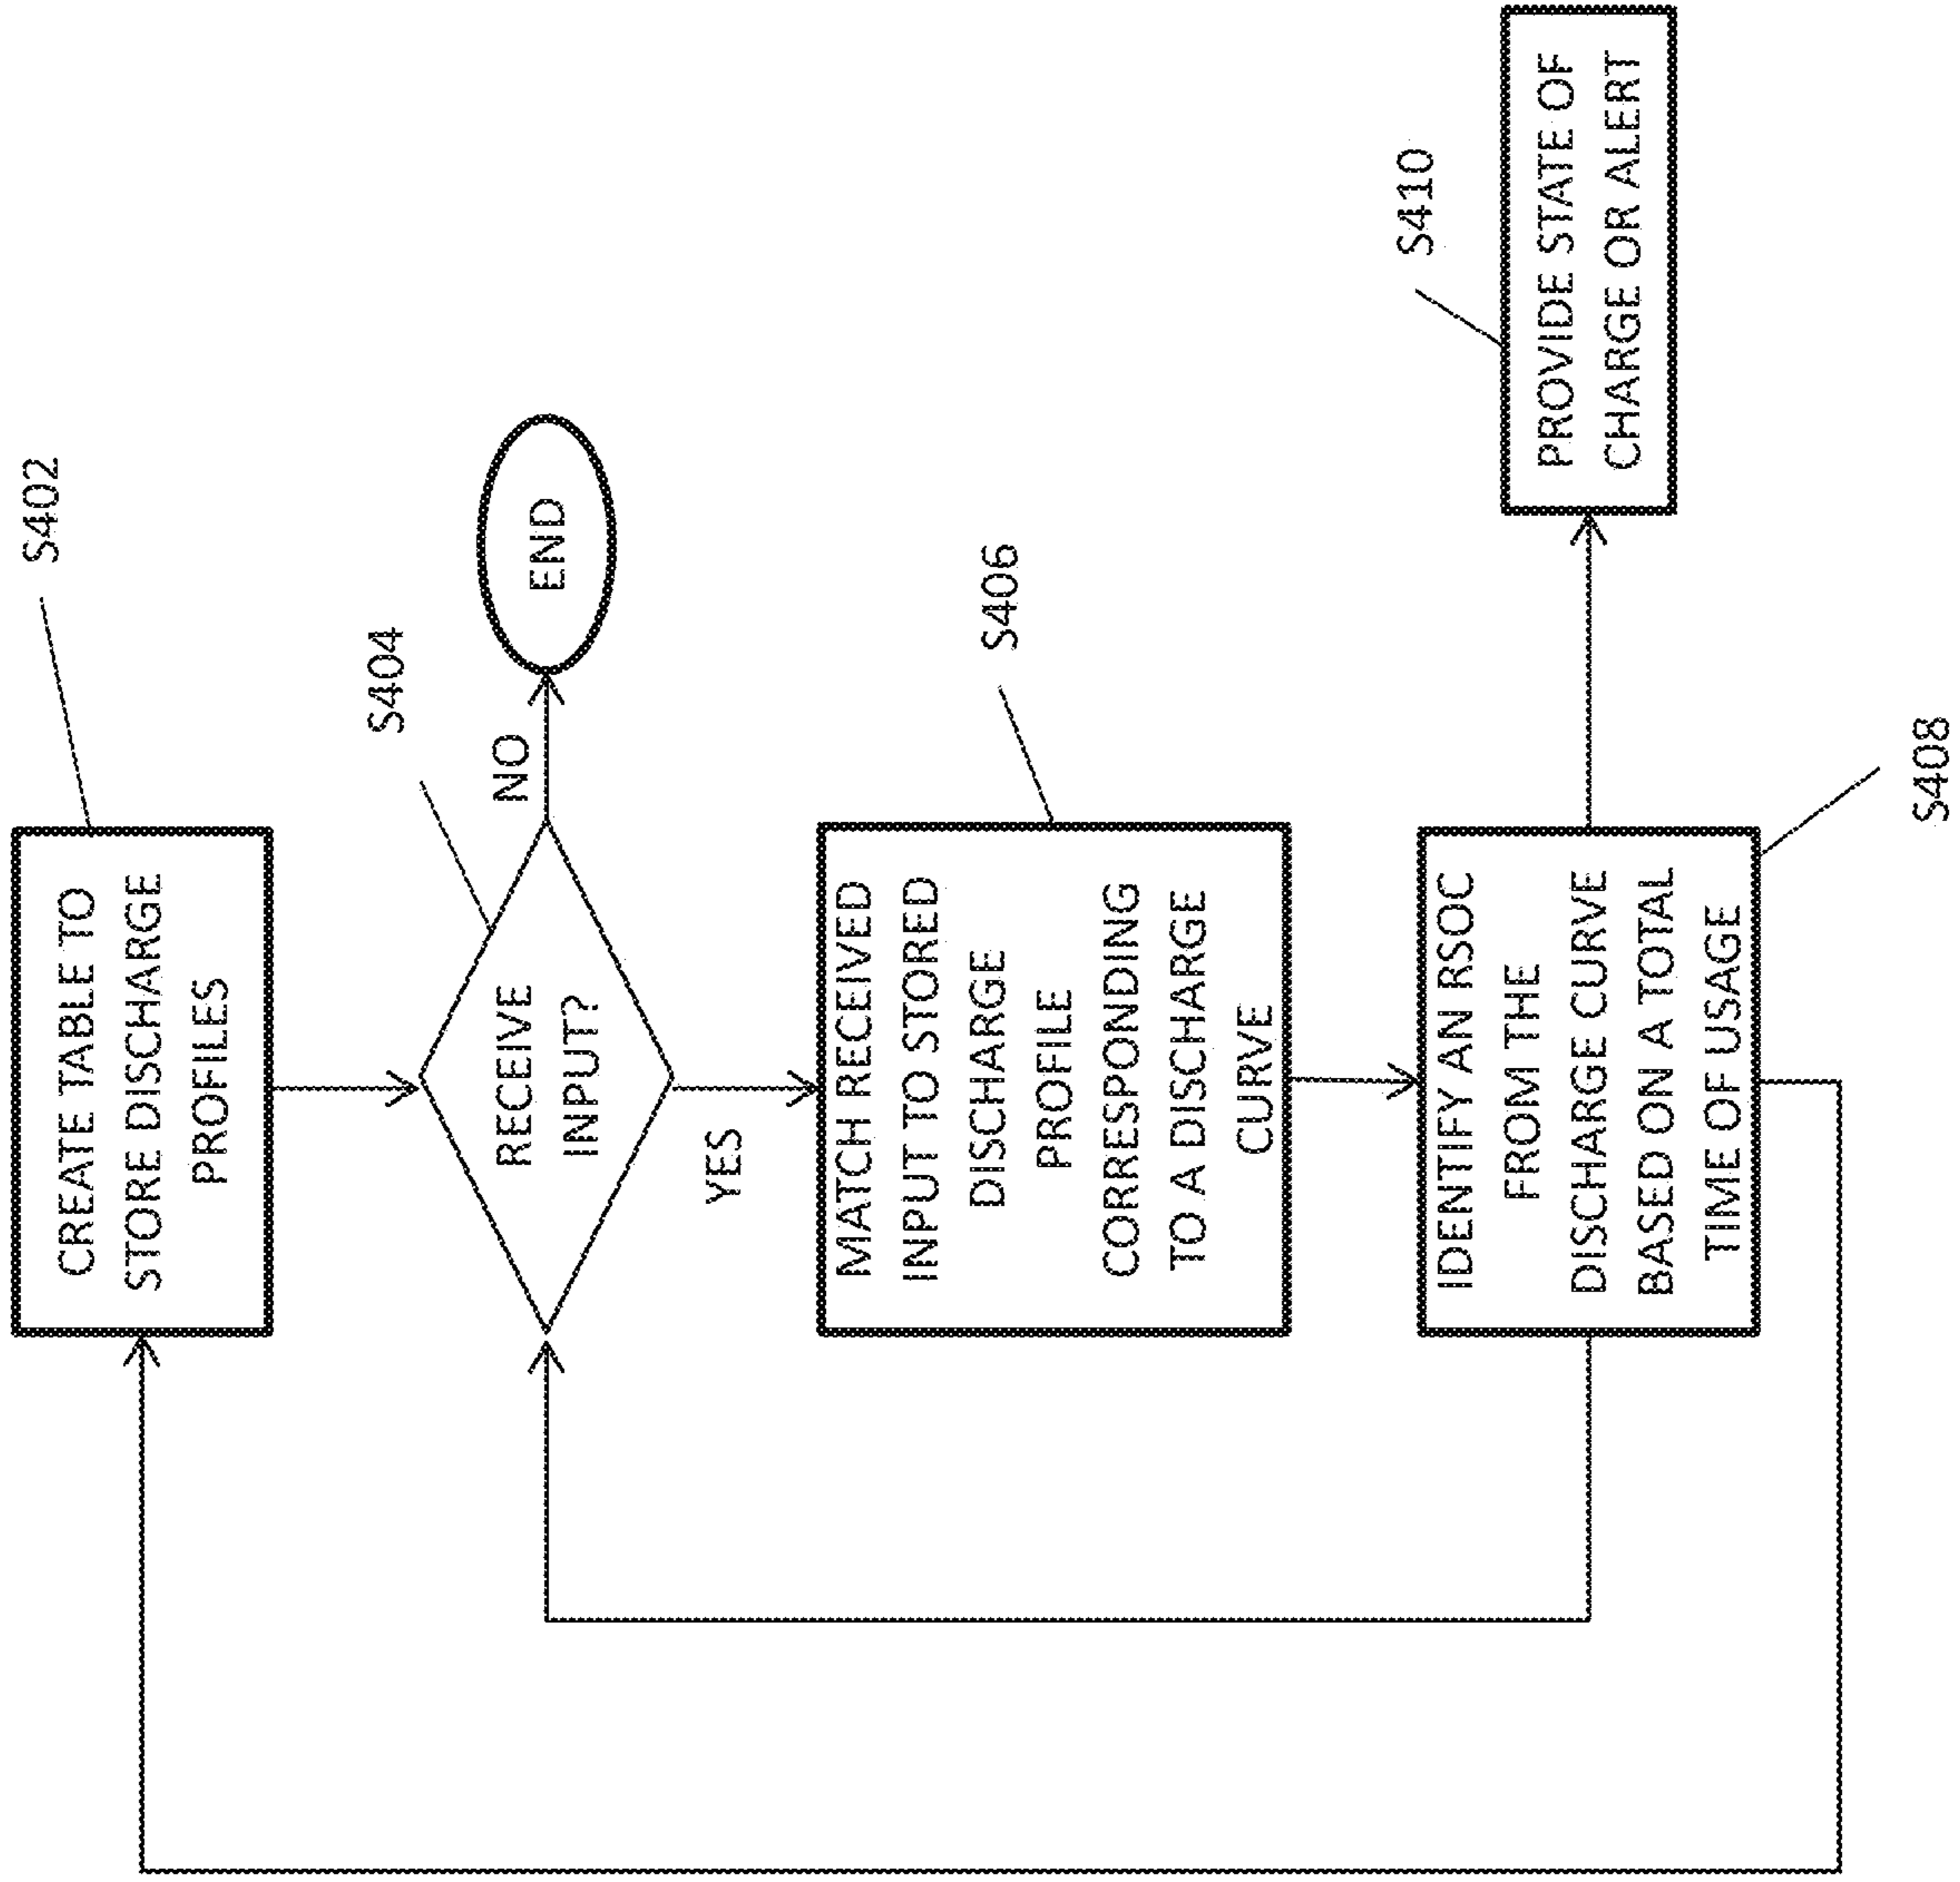 S402
CREATE TABLE TO
STORE DISCHARGE
PROFILES
S404
RECEIVE
INPUT?
NO
END
YES
S406
MATCH RECEIVED
INPUT TO STORED
DISCHARGE
PROFILE
CORRESPONDING
TO A DISCHARGE
CURVE
IDENTIFY AN RSOC
FROM THE
DISCHARGE CURVE
BASED ON A TOTAL
TIME OF USAGE
S408
S410
PROVIDE STATE OF
CHARGE OR ALERT